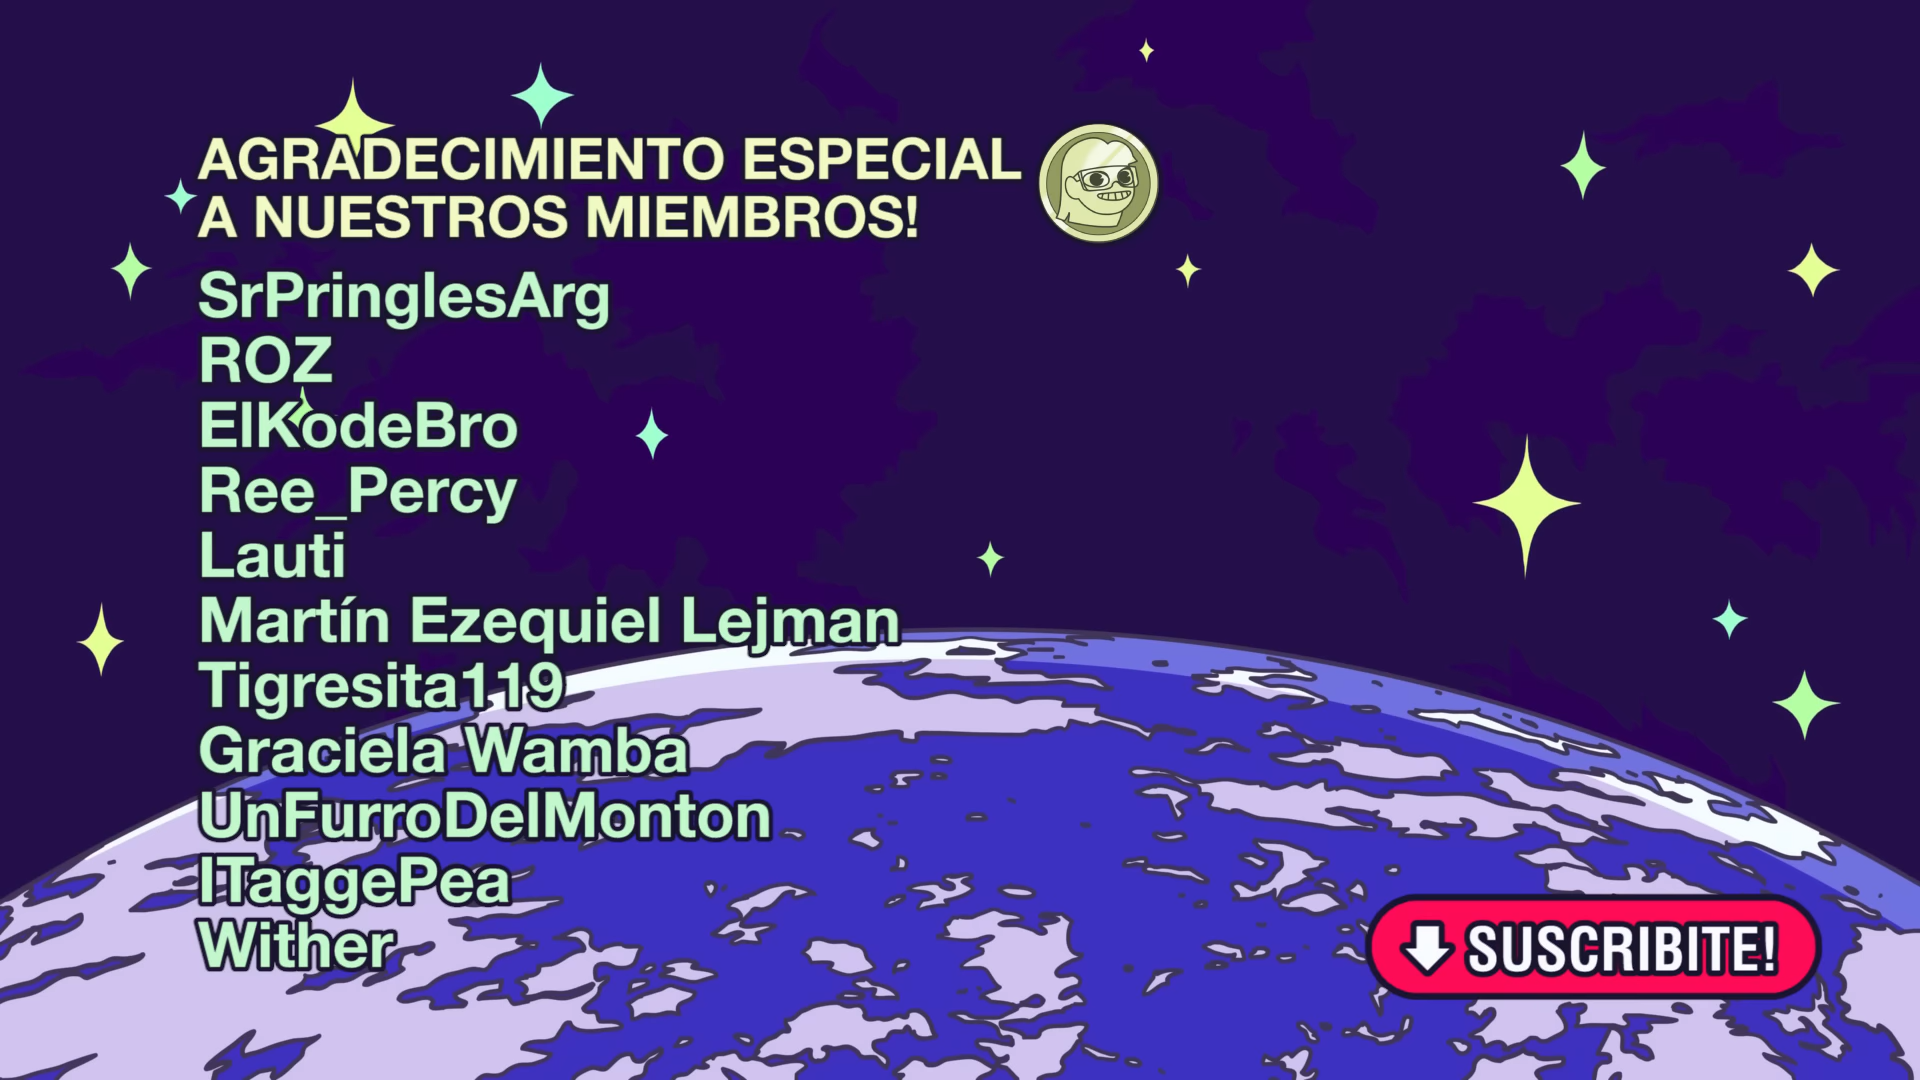 AGRADECIMIENTO ESPECIAL
A NUESTROS MIEMBROS!
SrPringlesArg
ROZ
ElKodeBro
Ree_Percy
Lauti
Martín Ezequiel Lejman
Tigresita119
Graciela Wamba
UnFurroDelMonton
ITaggePea
Wither
SUSCRIBITE!